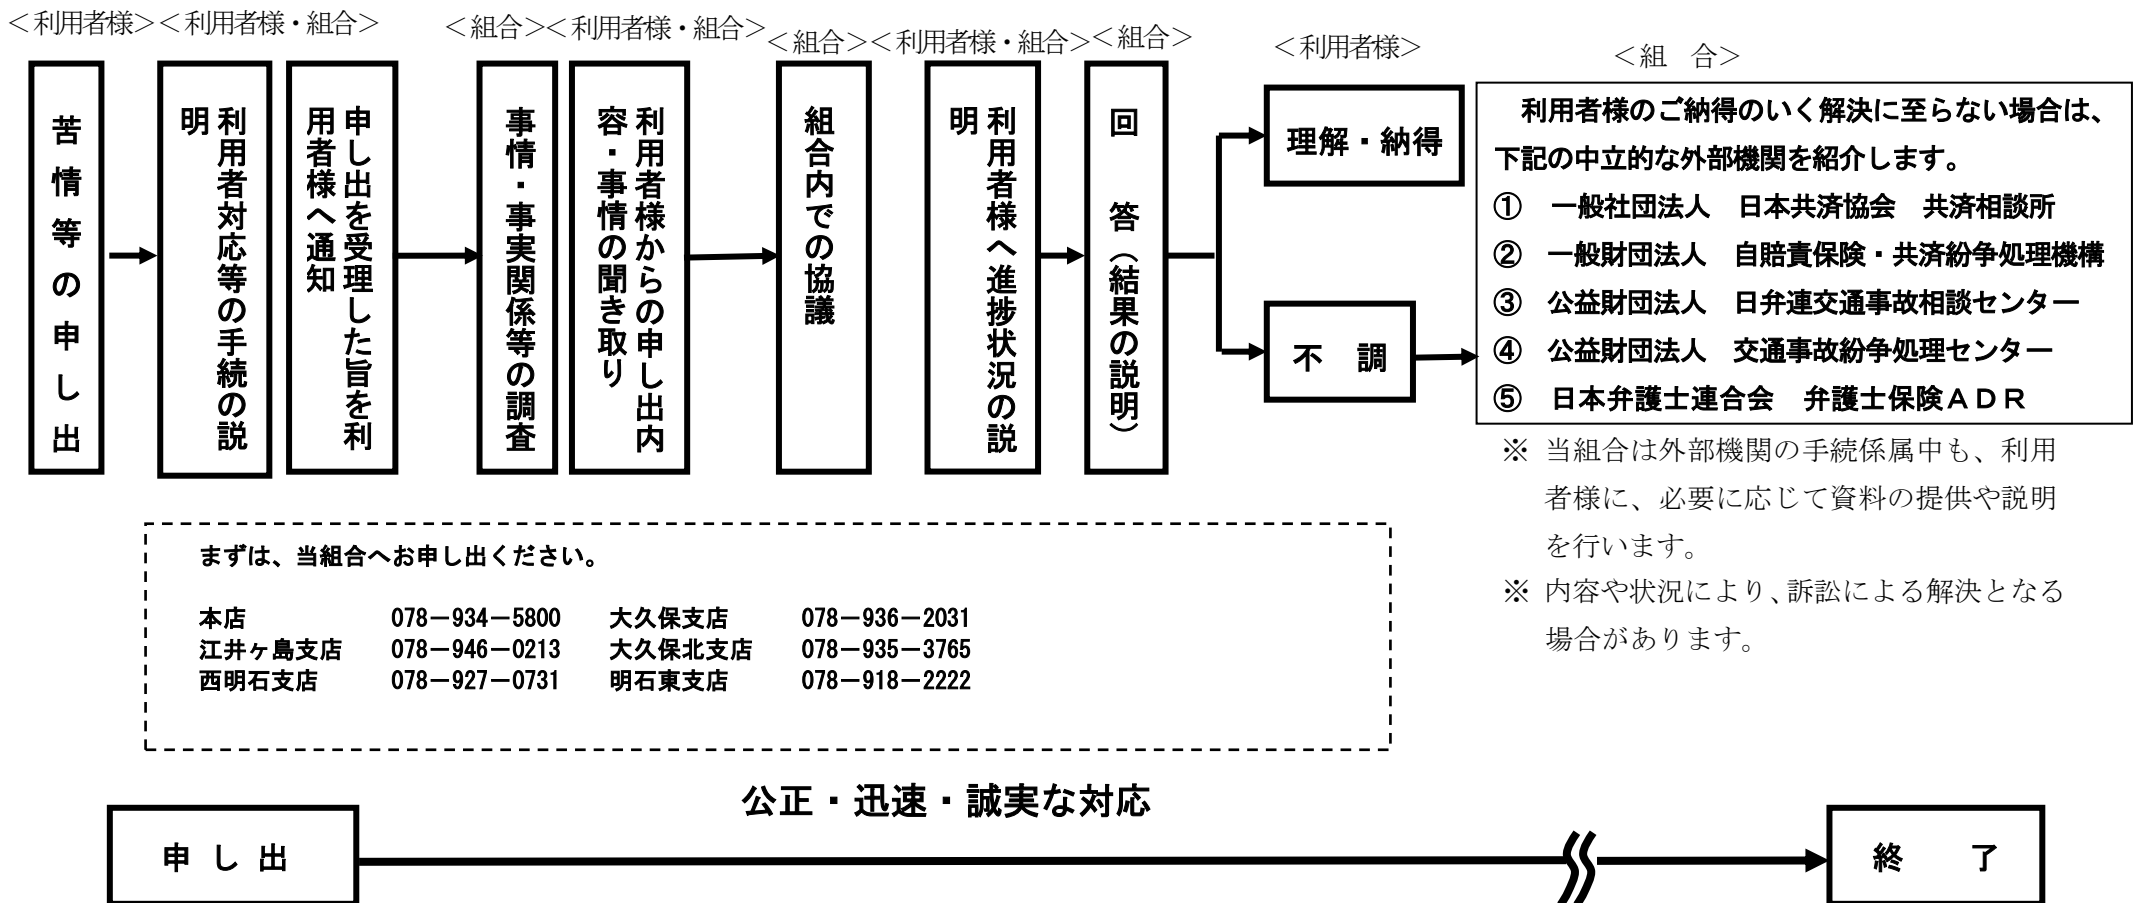 ＜利用者様＞
＜利用者様・組合＞
＜組合＞
＜利用者様・組合＞
＜組合＞
＜利用者様・組合＞
＜組合＞
＜利用者様＞
＜組　合＞
苦情等の申し出
利用者対応等の手続の説
明
申し出を受理した旨を利
用者様へ通知
事情・事実関係等の調査
利用者様からの申し出内
容・事情の聞き取り
組合内での協議
利用者様へ進捗状況の説
明
回　答（結果の説明）
理解・納得
不　調
利用者様のご納得のいく解決に至らない場合は、
下記の中立的な外部機関を紹介します。
①　一般社団法人　日本共済協会　共済相談所
②　一般財団法人　自賠責保険・共済紛争処理機構
③　公益財団法人　日弁連交通事故相談センター
④　公益財団法人　交通事故紛争処理センター
⑤　日本弁護士連合会　弁護士保険ＡＤＲ
※ 当組合は外部機関の手続係属中も、利用
者様に、必要に応じて資料の提供や説明
を行います。
※ 内容や状況により、訴訟による解決となる
場合があります。
まずは、当組合へお申し出ください。
本店　078－934－5800　大久保支店　078－936－2031
江井ヶ島支店　078－946－0213　大久保北支店　078－935－3765
西明石支店　078－927－0731　明石東支店　078－918－2222
公正・迅速・誠実な対応
申し出
終　了